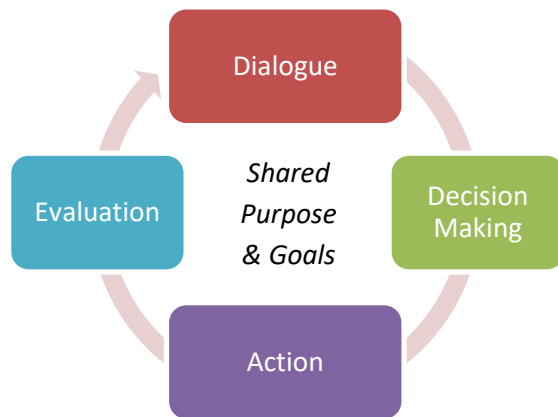 Dialogue
Evaluation
Shared
Purpose
& Goals
Decision
Making
Action